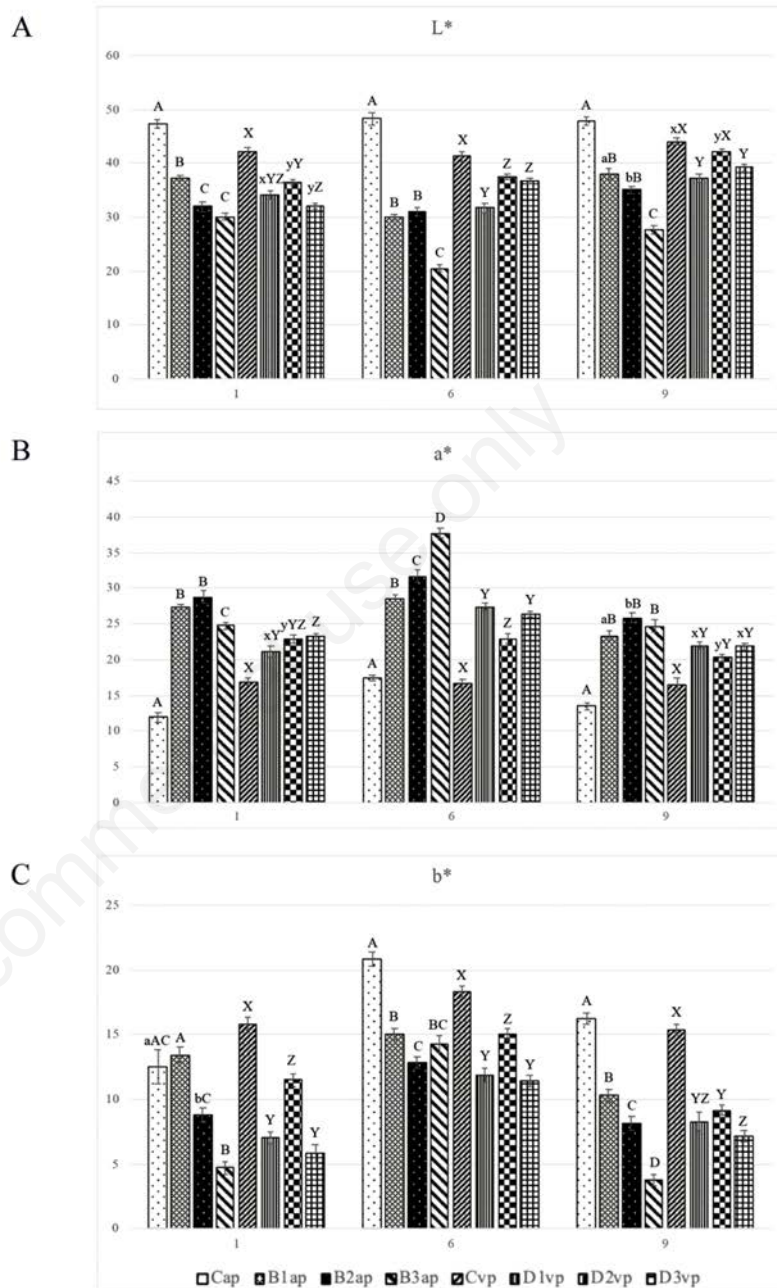 A
L*
60
50
40
30
20
10
0
A B C C X xYZ yY yZ
A B B C X Y Z Z
A aB bB C xX Y yX Y
1 6 9
B
a*
45
40
35
30
25
20
15
10
5
0
A B B C X xY yYZ Z
A B C D X Y Z Y
A aB bB B X xY yY xY
1 6 9
C
b*
25
20
15
10
5
0
aAC A bC B X Y Z Y
A B C BC X Y Z Y
A B C D X YZ Y Z
1 6 9
Cap B1ap B2ap B3ap Cvp D1vp D2vp D3vp
commercial use only